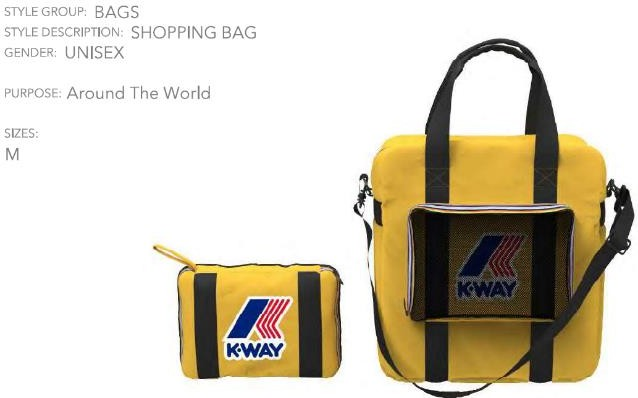 STYLE GROUP: BAGS
STYLE DESCRIPTION: SHOPPING BAG
GENDER: UNISEX
PURPOSE: Around The World
SIZES:
M
K-WAY
K-WAY